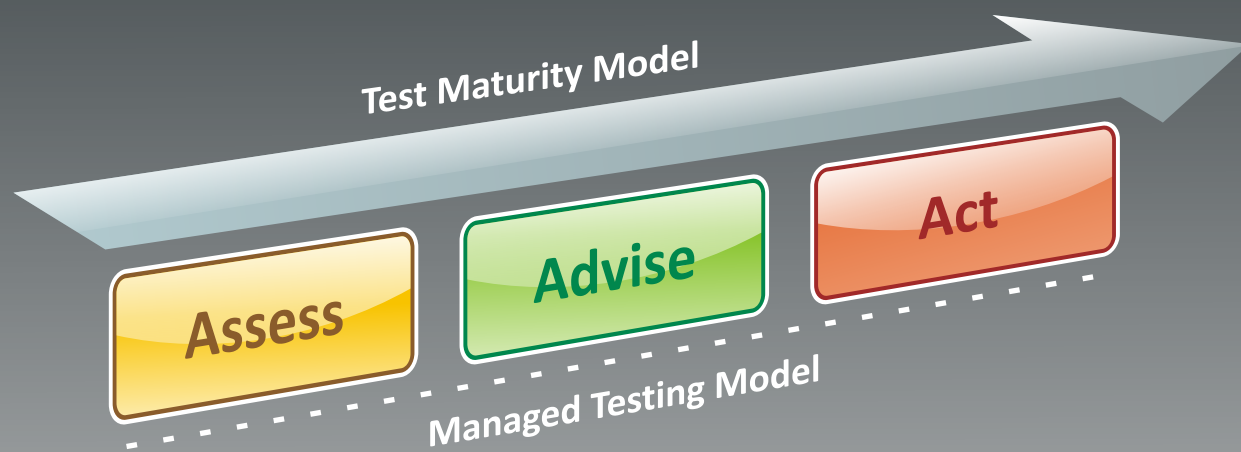 Test Maturity Model
Assess
Advise
Act
Managed Testing Model